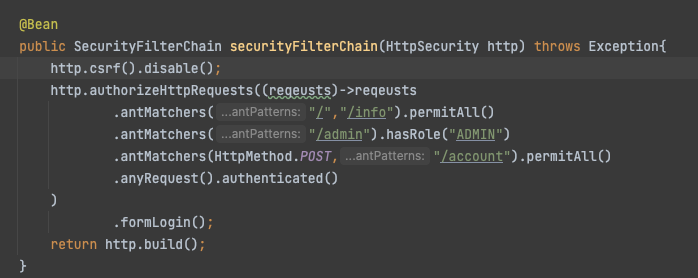 @Bean
public SecurityFilterChain securityFilterChain(HttpSecurity http) throws Exception{
http.csrf().disable();
http.authorizeHttpRequests((reqeusts)->reqeusts
.antMatchers( ...antPatterns: "/","/info").permitAll()
.antMatchers( ...antPatterns: "/admin").hasRole("ADMIN")
.antMatchers(HttpMethod.POST, ...antPatterns: "/account").permitAll()
.anyRequest().authenticated()
)
.formLogin();
return http.build();
}